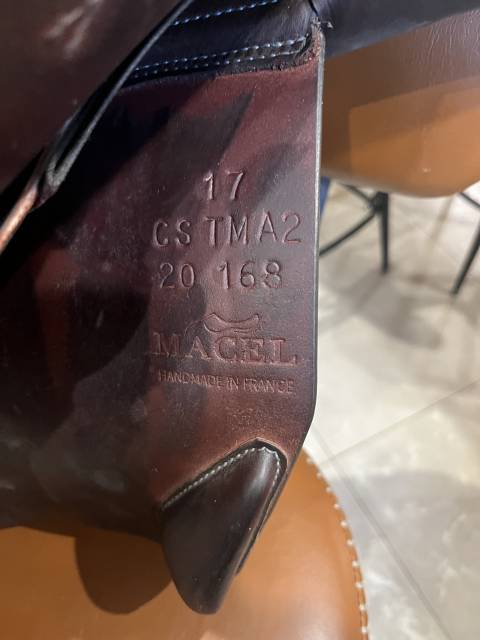 17
CS TMA2
20 168
MACEL
HANDMADE IN FRANCE